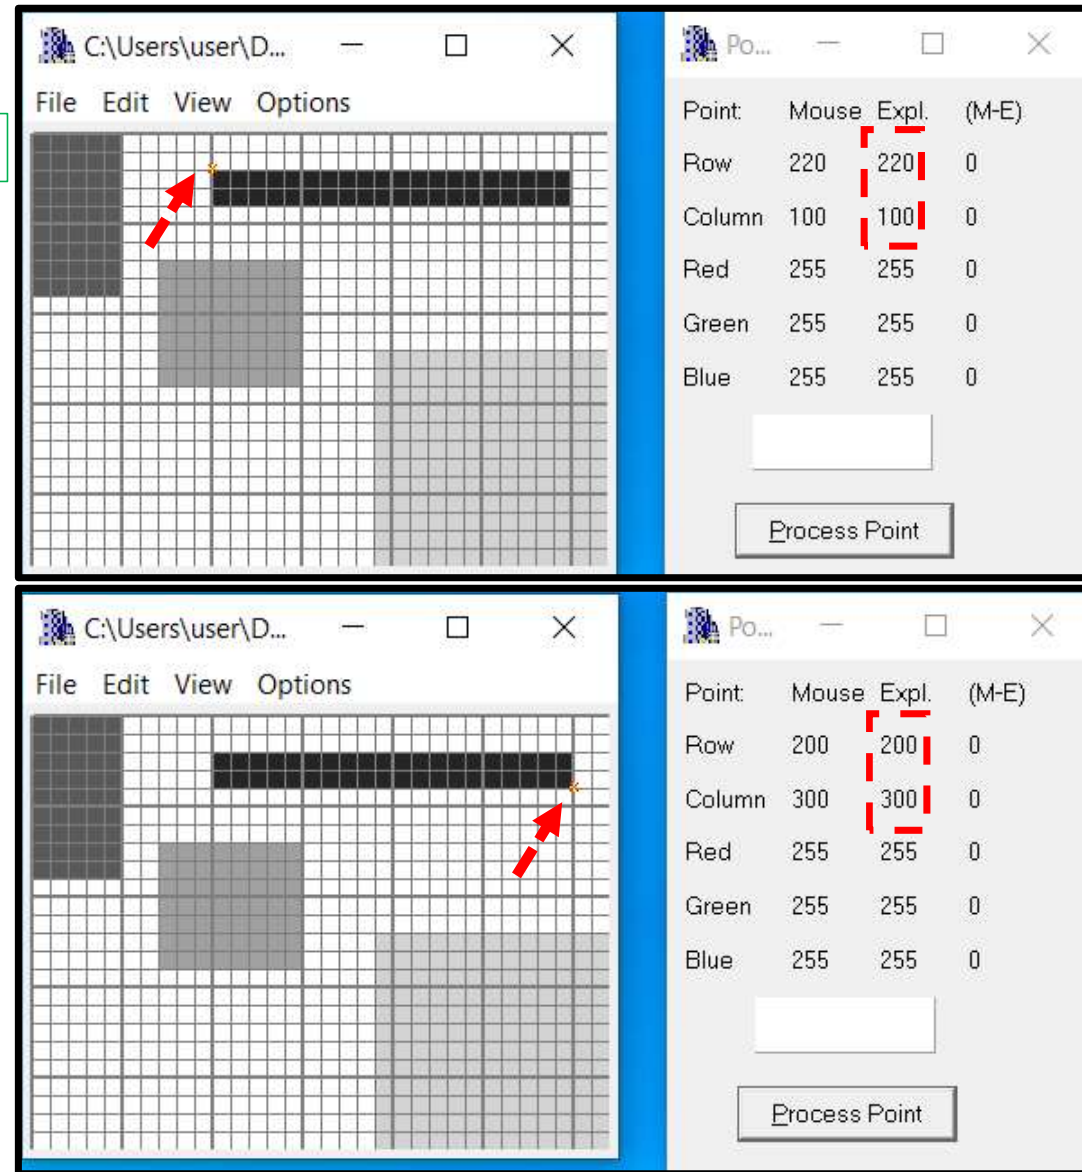 C:\Users\user\D...
File Edit View Options
Po...
Point: Mouse Expl. (M-E)
Row 220 220 0
Column 100 100 0
Red 255 255 0
Green 255 255 0
Blue 255 255 0
Process Point
C:\Users\user\D...
File Edit View Options
Po...
Point: Mouse Expl. (M-E)
Row 200 200 0
Column 300 300 0
Red 255 255 0
Green 255 255 0
Blue 255 255 0
Process Point